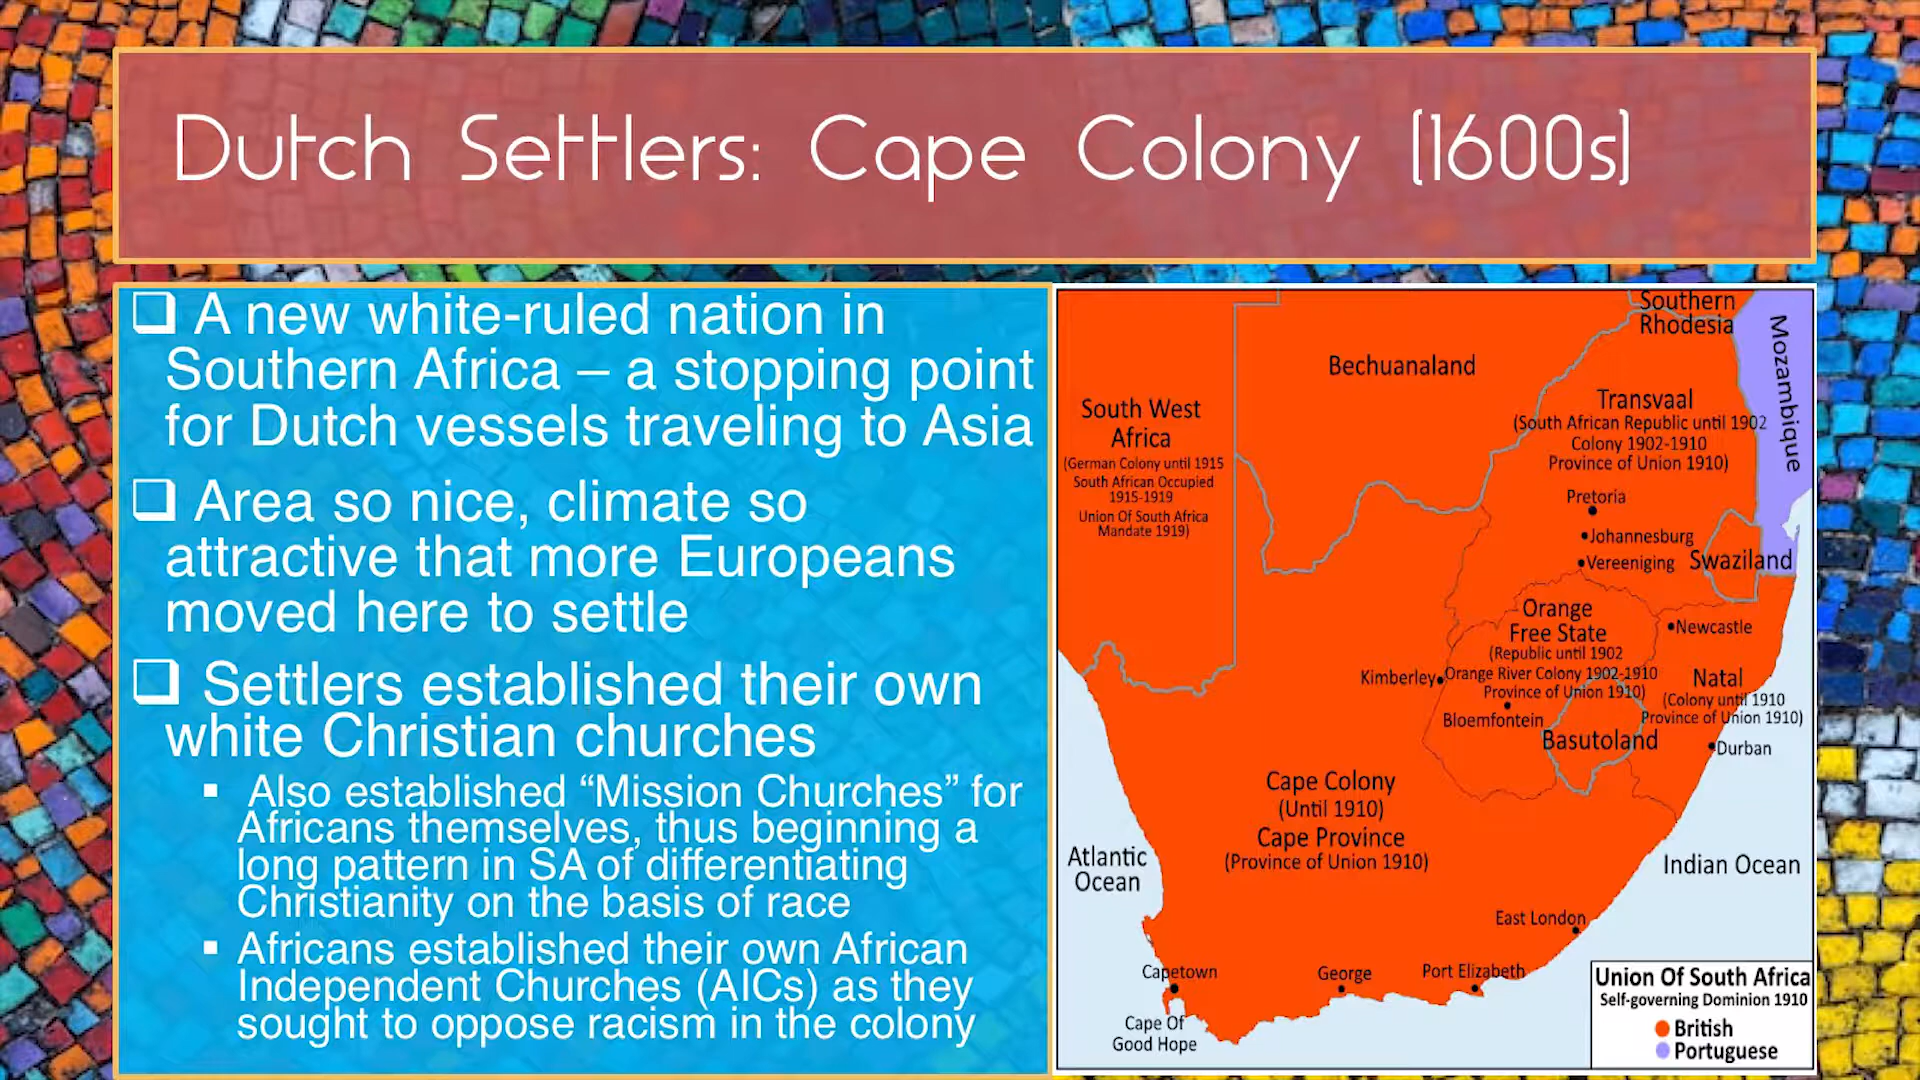 Dutch Settlers: Cape Colony (1600s)
❑ A new white-ruled nation in
Southern Africa – a stopping point
for Dutch vessels traveling to Asia
❑ Area so nice, climate so
attractive that more Europeans
moved here to settle
❑ Settlers established their own
white Christian churches
▪ Also established “Mission Churches” for
Africans themselves, thus beginning a
long pattern in SA of differentiating
Christianity on the basis of race
▪ Africans established their own African
Independent Churches (AICs) as they
sought to oppose racism in the colony
Southern
Rhodesia
Mozambique
Bechuanaland
South West
Africa
(German Colony until 1915
South African Occupied
1915-1919
Union Of South Africa
Mandate 1919)
Transvaal
(South African Republic until 1902
Colony 1902-1910
Province of Union 1910)
Pretoria
Johannesburg
Vereeniging
Swaziland
Orange
Free State
(Republic until 1902
Orange River Colony 1902-1910
Province of Union 1910)
Newcastle
Kimberley
Bloemfontein
Natal
(Colony until 1910
Province of Union 1910)
Basutoland
Durban
Cape Colony
(Until 1910)
Cape Province
(Province of Union 1910)
Atlantic
Ocean
Indian Ocean
East London
Capetown
George
Port Elizabeth
Cape Of
Good Hope
Union Of South Africa
Self-governing Dominion 1910
British
Portuguese